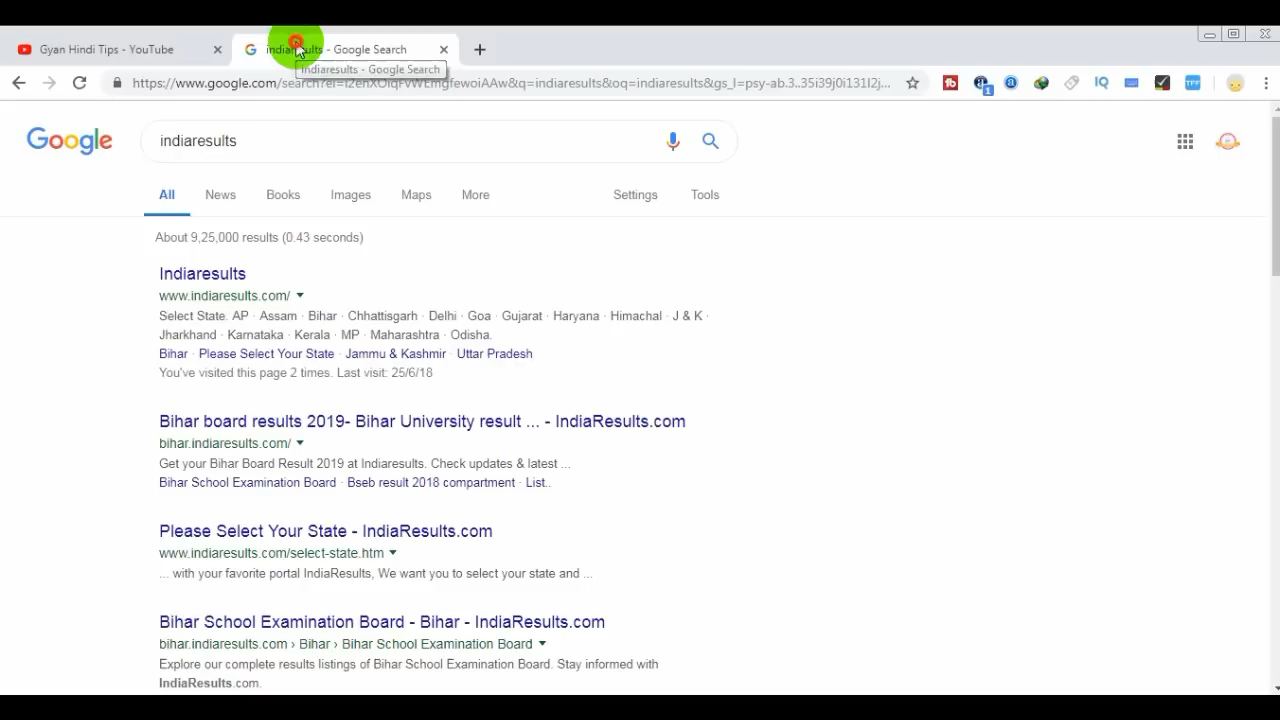 Gyan Hindi Tips - YouTube
indiaresults - Google Search
indiaresults - Google Search
Google
indiaresults
All News Books Images Maps More Settings Tools
About 9,25,000 results (0.43 seconds)
Indiaresults
www.indiaresults.com/
Select State. AP · Assam · Bihar · Chhattisgarh · Delhi · Goa · Gujarat · Haryana · Himachal · J & K ·
Jharkhand · Karnataka · Kerala · MP · Maharashtra · Odisha.
Bihar · Please Select Your State · Jammu & Kashmir · Uttar Pradesh
You've visited this page 2 times. Last visit: 25/6/18
Bihar board results 2019- Bihar University result ... - IndiaResults.com
bihar.indiaresults.com/
Get your Bihar Board Result 2019 at Indiaresults. Check updates & latest ...
Bihar School Examination Board · Bseb result 2018 compartment · List..
Please Select Your State - IndiaResults.com
www.indiaresults.com/select-state.htm
... with your favorite portal IndiaResults, We want you to select your state and ...
Bihar School Examination Board - Bihar - IndiaResults.com
bihar.indiaresults.com › Bihar › Bihar School Examination Board
Explore our complete results listings of Bihar School Examination Board. Stay informed with
IndiaResults.com.